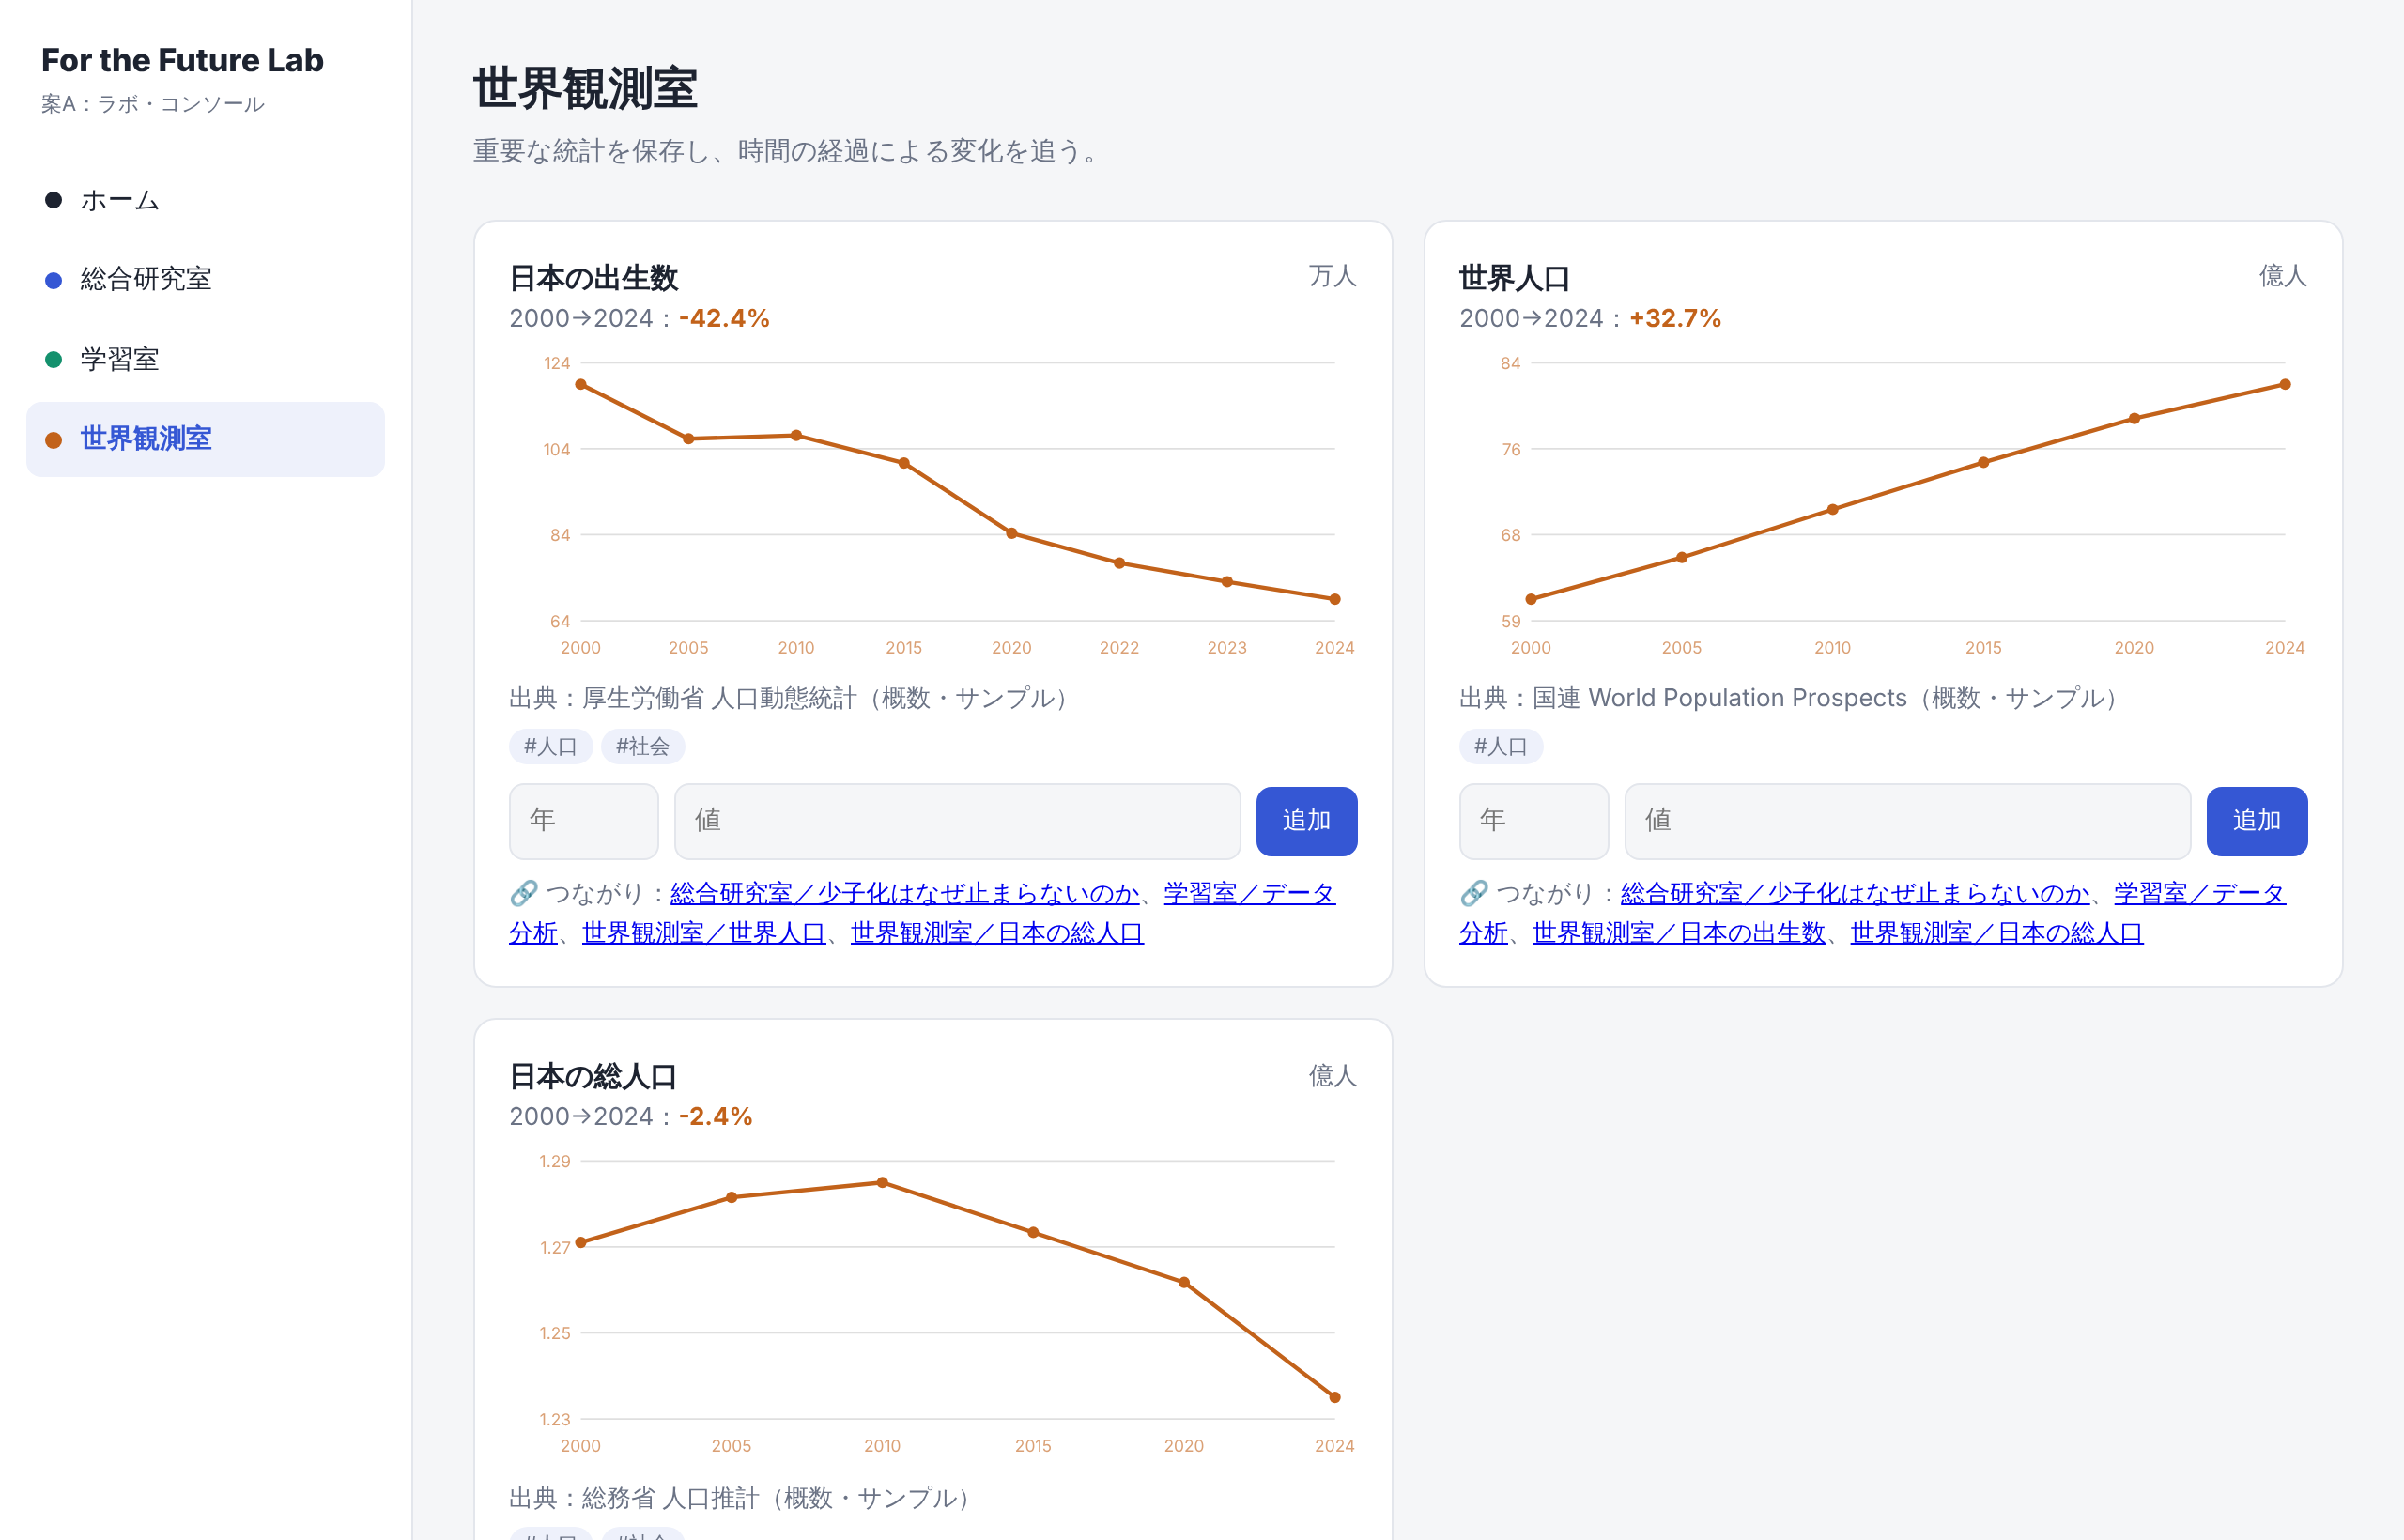 For the Future Lab
案A：ラボ・コンソール
ホーム
総合研究室
学習室
世界観測室
世界観測室
重要な統計を保存し、時間の経過による変化を追う。
日本の出生数
万人
2000→2024：-42.4%
124
104
84
64
2000 2005 2010 2015 2020 2022 2023 2024
出典：厚生労働省 人口動態統計（概数・サンプル）
#人口 #社会
年 値 追加
🔗 つながり：総合研究室／少子化はなぜ止まらないのか、学習室／データ
分析、世界観測室／世界人口、世界観測室／日本の総人口
世界人口
億人
2000→2024：+32.7%
84
76
68
59
2000 2005 2010 2015 2020 2024
出典：国連 World Population Prospects（概数・サンプル）
#人口
年 値 追加
🔗 つながり：総合研究室／少子化はなぜ止まらないのか、学習室／データ
分析、世界観測室／日本の出生数、世界観測室／日本の総人口
日本の総人口
億人
2000→2024：-2.4%
1.29
1.27
1.25
1.23
2000 2005 2010 2015 2020 2024
出典：総務省 人口推計（概数・サンプル）